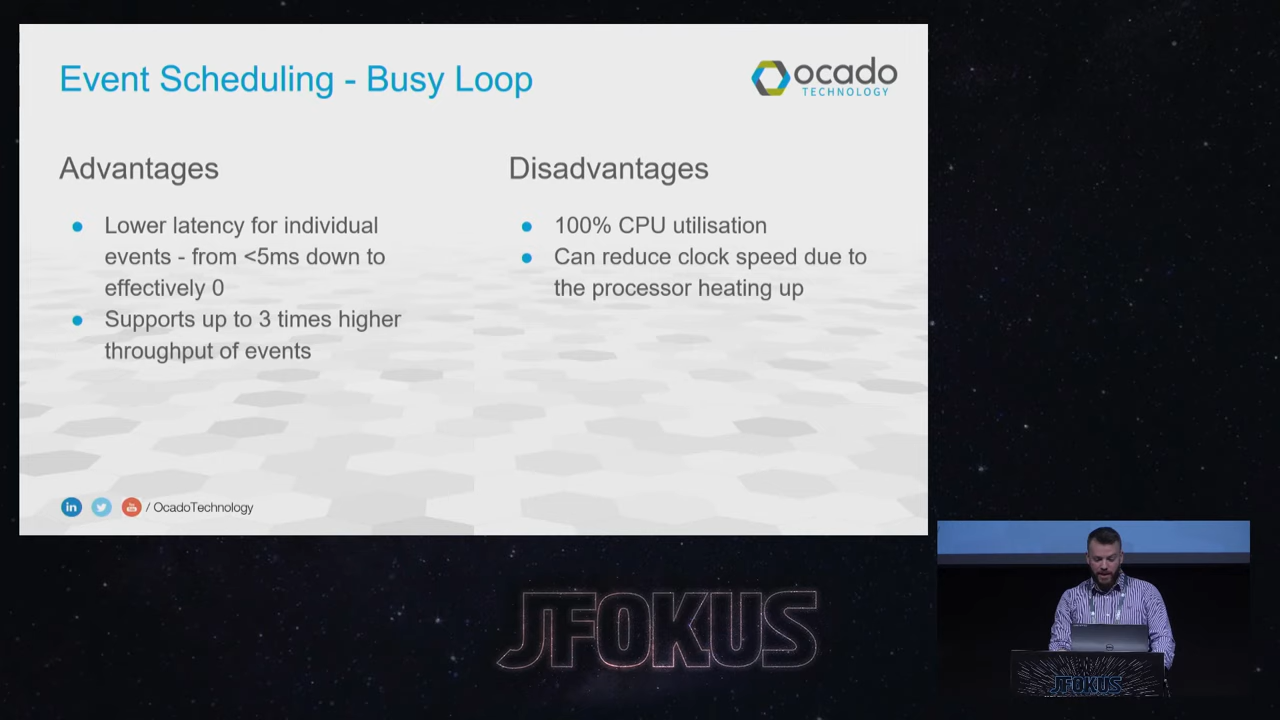 Event Scheduling - Busy Loop
ocado
TECHNOLOGY
Advantages
Lower latency for individual
events - from <5ms down to
effectively 0
Supports up to 3 times higher
throughput of events
Disadvantages
100% CPU utilisation
Can reduce clock speed due to
the processor heating up
/ OcadoTechnology
JFOKUS
JFOKUS